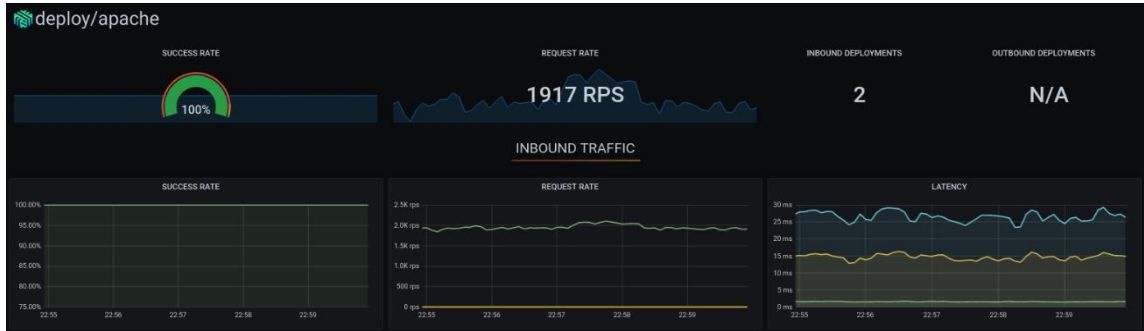 deploy/apache
SUCCESS RATE
REQUEST RATE
INBOUND DEPLOYMENTS
OUTBOUND DEPLOYMENTS
100%
1917 RPS
2
N/A
INBOUND TRAFFIC
SUCCESS RATE
100.00%
95.00%
90.00%
85.00%
80.00%
75.00%
22:55 22:56 22:57 22:58 22:59
REQUEST RATE
2.5K rps
2.0K rps
1.5K rps
1.0K rps
500 rps
0 rps
22:55 22:56 22:57 22:58 22:59
LATENCY
30 ms
25 ms
20 ms
15 ms
10 ms
5 ms
0 ms
22:55 22:56 22:57 22:58 22:59